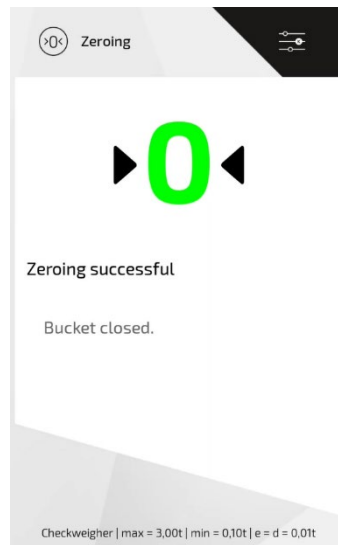 >0< Zeroing
0
Zeroing successful
Bucket closed.
Checkweigher | max = 3,00t | min = 0,10t | e = d = 0,01t